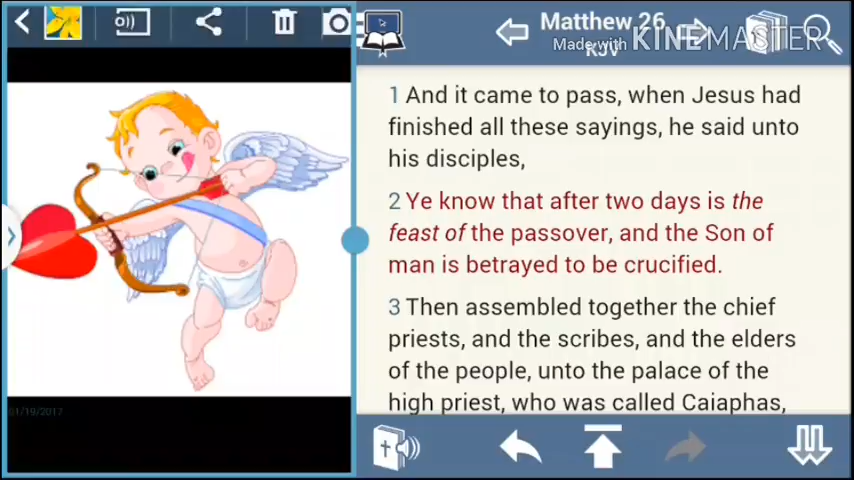 Matthew 26
Made with KINEMASTER
KJV
1 And it came to pass, when Jesus had
finished all these sayings, he said unto
his disciples,
2 Ye know that after two days is the
feast of the passover, and the Son of
man is betrayed to be crucified.
3 Then assembled together the chief
priests, and the scribes, and the elders
of the people, unto the palace of the
high priest, who was called Caiaphas,
01/19/2017